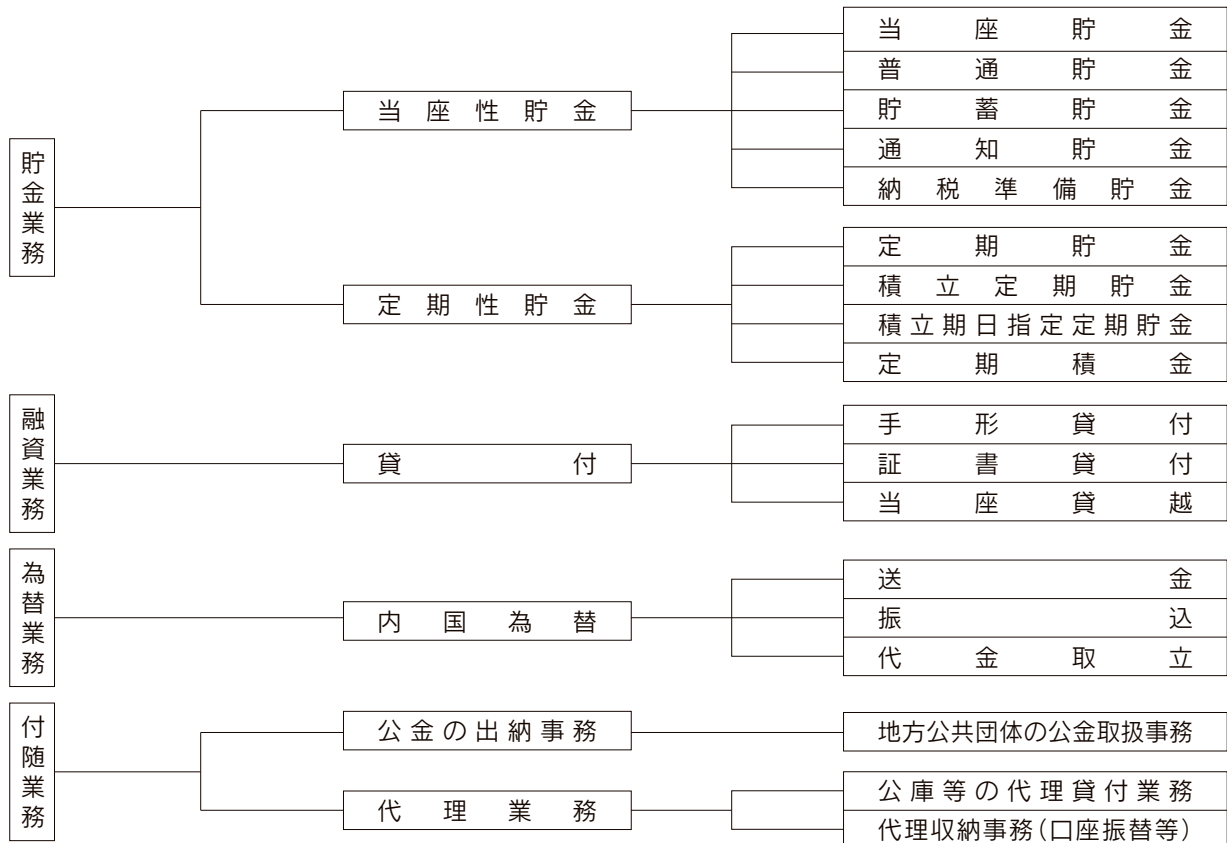 貯金業務
当座性貯金
当座貯金
普通貯金
貯蓄貯金
通知貯金
納税準備貯金
定期性貯金
定期貯金
積立定期貯金
積立期日指定定期貯金
定期積金
融資業務
貸付
手形貸付
証書貸付
当座貸越
為替業務
内国為替
送金
振込
代金取立
付随業務
公金の出納事務
地方公共団体の公金取扱事務
代理業務
公庫等の代理貸付業務
代理収納事務(口座振替等)